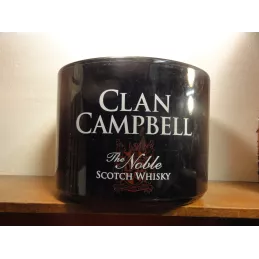 CLAN
CAMPBELL
The Noble
SCOTCH WHISKY